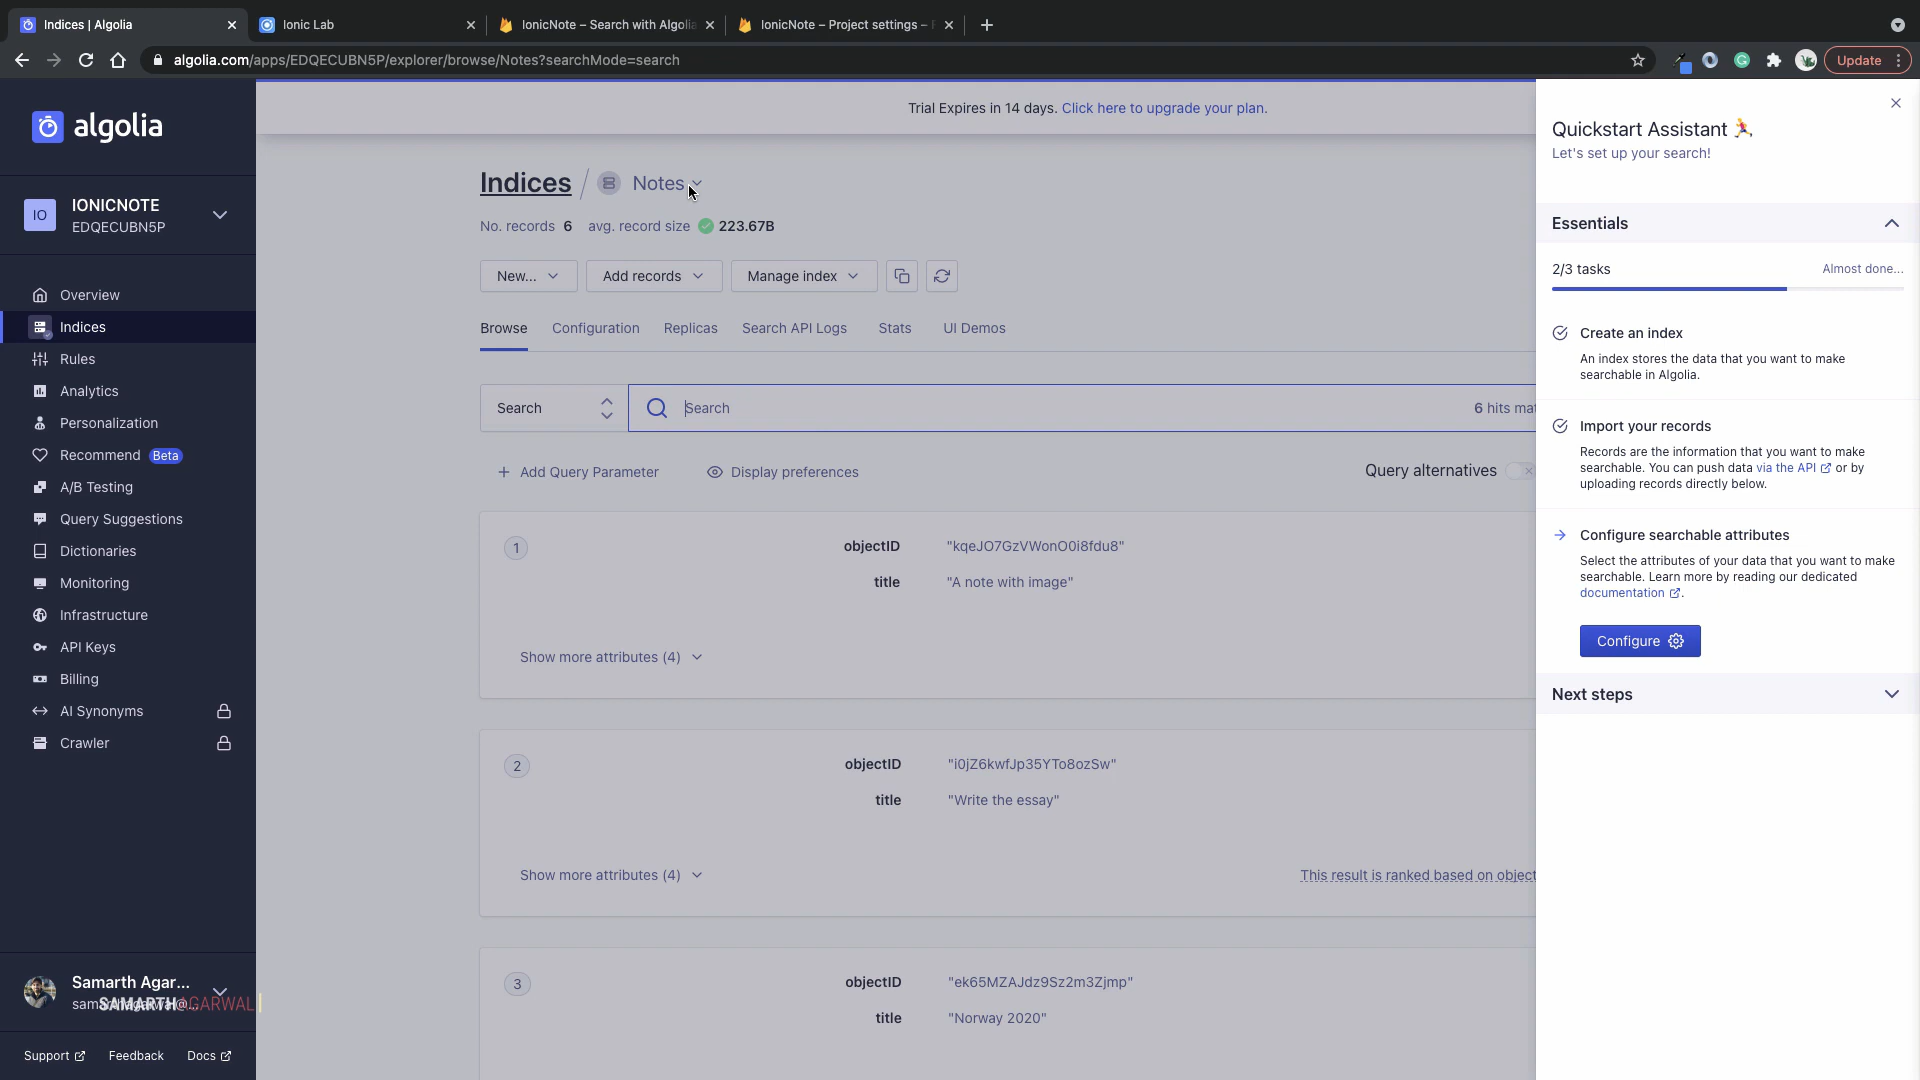 Indices | Algolia
Ionic Lab
IonicNote – Search with Algolia
IonicNote – Project settings –
algolia.com/apps/EDQECUBN5P/explorer/browse/Notes?searchMode=search
Update
algolia
IO
IONICNOTE
EDQECUBN5P
Overview
Indices
Rules
Analytics
Personalization
Recommend Beta
A/B Testing
Query Suggestions
Dictionaries
Monitoring
Infrastructure
API Keys
Billing
AI Synonyms
Crawler
Samarth Agar...
SAMARTH AGARWAL
Support
Feedback
Docs
Trial Expires in 14 days. Click here to upgrade your plan.
Indices / Notes
No. records 6 avg. record size 223.67B
New...
Add records
Manage index
Browse
Configuration
Replicas
Search API Logs
Stats
UI Demos
Search
Search
6 hits mat
Add Query Parameter
Display preferences
Query alternatives
1
objectID "kqeJO7GzVWonO0i8fdu8"
title "A note with image"
Show more attributes (4)
2
objectID "i0jZ6kwfJp35YTo8ozSw"
title "Write the essay"
Show more attributes (4)
This result is ranked based on object
3
objectID "ek65MZAJdz9Sz2m3Zjmp"
title "Norway 2020"
Quickstart Assistant
Let's set up your search!
Essentials
2/3 tasks
Almost done...
Create an index
An index stores the data that you want to make
searchable in Algolia.
Import your records
Records are the information that you want to make
searchable. You can push data via the API or by
uploading records directly below.
Configure searchable attributes
Select the attributes of your data that you want to make
searchable. Learn more by reading our dedicated
documentation .
Configure
Next steps